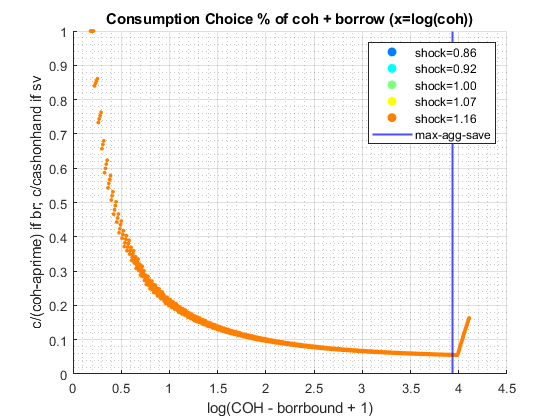 Consumption Choice % of coh + borrow (x=log(coh))
c/(coh-aprime) if br, c/cashonhand if sv
1
0.9
0.8
0.7
0.6
0.5
0.4
0.3
0.2
0.1
0
shock=0.86
shock=0.92
shock=1.00
shock=1.07
shock=1.16
max-agg-save
0 0.5 1 1.5 2 2.5 3 3.5 4 4.5
log(COH - borrbound + 1)